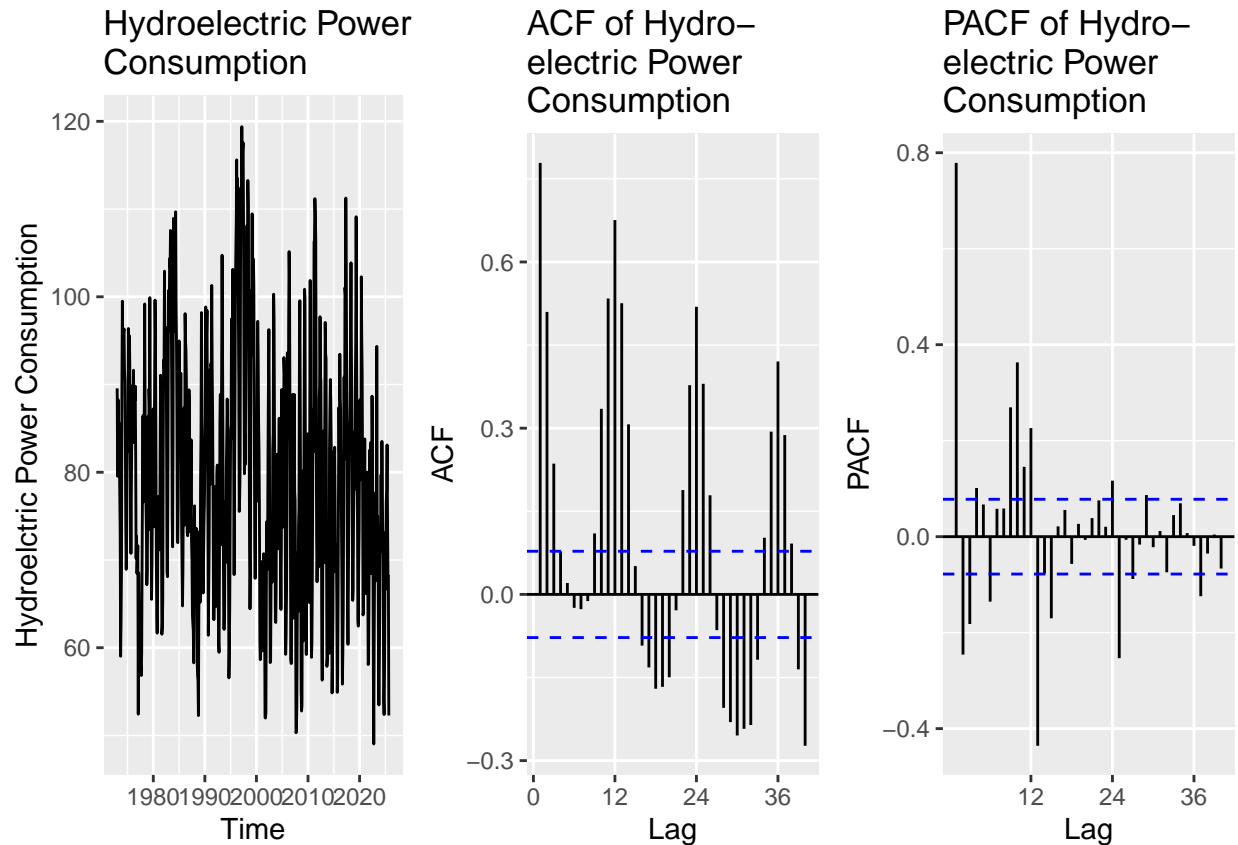 Hydroelectric Power
Consumption
Hydroelctric Power Consumption
120
100
80
60
1980 1990 2000 2010 2020
Time
ACF of Hydro−
electric Power
Consumption
ACF
0.6
0.3
0.0
−0.3
0 12 24 36
Lag
PACF of Hydro−
electric Power
Consumption
PACF
0.8
0.4
0.0
−0.4
12 24 36
Lag